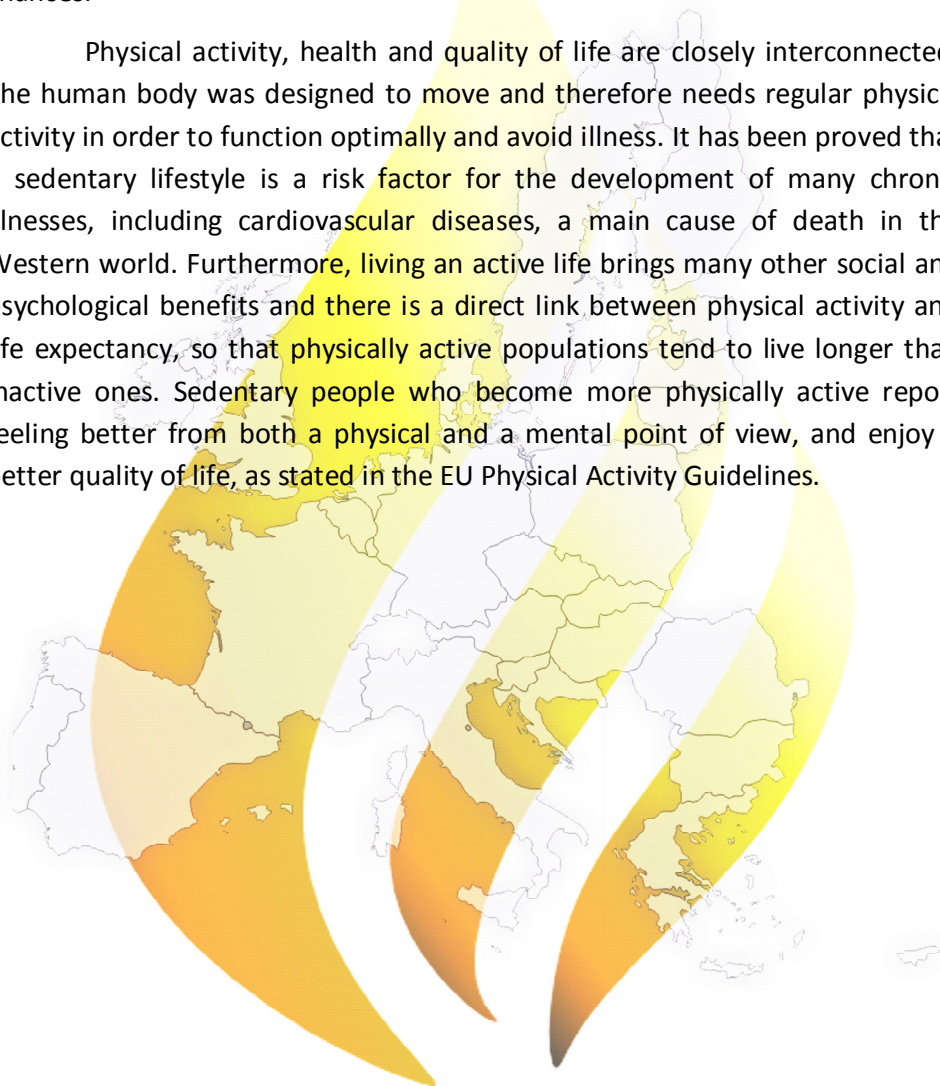 Physical activity, health and quality of life are closely interconnected
he human body was designed to move and therefore needs regular physic
ctivity in order to function optimally and avoid illness. It has been proved tha
sedentary lifestyle is a risk factor for the development of many chron
lnesses, including cardiovascular diseases, a main cause of death in th
Western world. Furthermore, living an active life brings many other social an
sychological benefits and there is a direct link between physical activity an
fe expectancy, so that physically active populations tend to live longer tha
nactive ones. Sedentary people who become more physically active repo
eeling better from both a physical and a mental point of view, and enjoy
etter quality of life, as stated in the EU Physical Activity Guidelines.